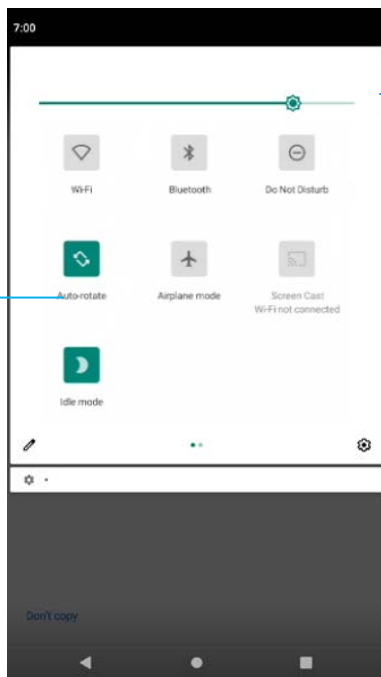 7:00
Wi-Fi
Bluetooth
Do Not Disturb
Auto-rotate
Airplane mode
Screen Cast
Wi-Fi not connected
Idle mode
Don't copy